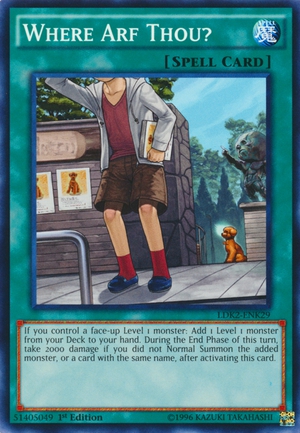 WHERE ARF THOU?
魔
[SPELL CARD]
LDK2-ENK29
If you control a face-up Level 1 monster: Add 1 Level 1 monster
from your Deck to your hand. During the End Phase of this turn,
take 2000 damage if you did not Normal Summon the added
monster, or a card with the same name, after activating this card.
51405049 1st Edition ©1996 KAZUKI TAKAHASHI